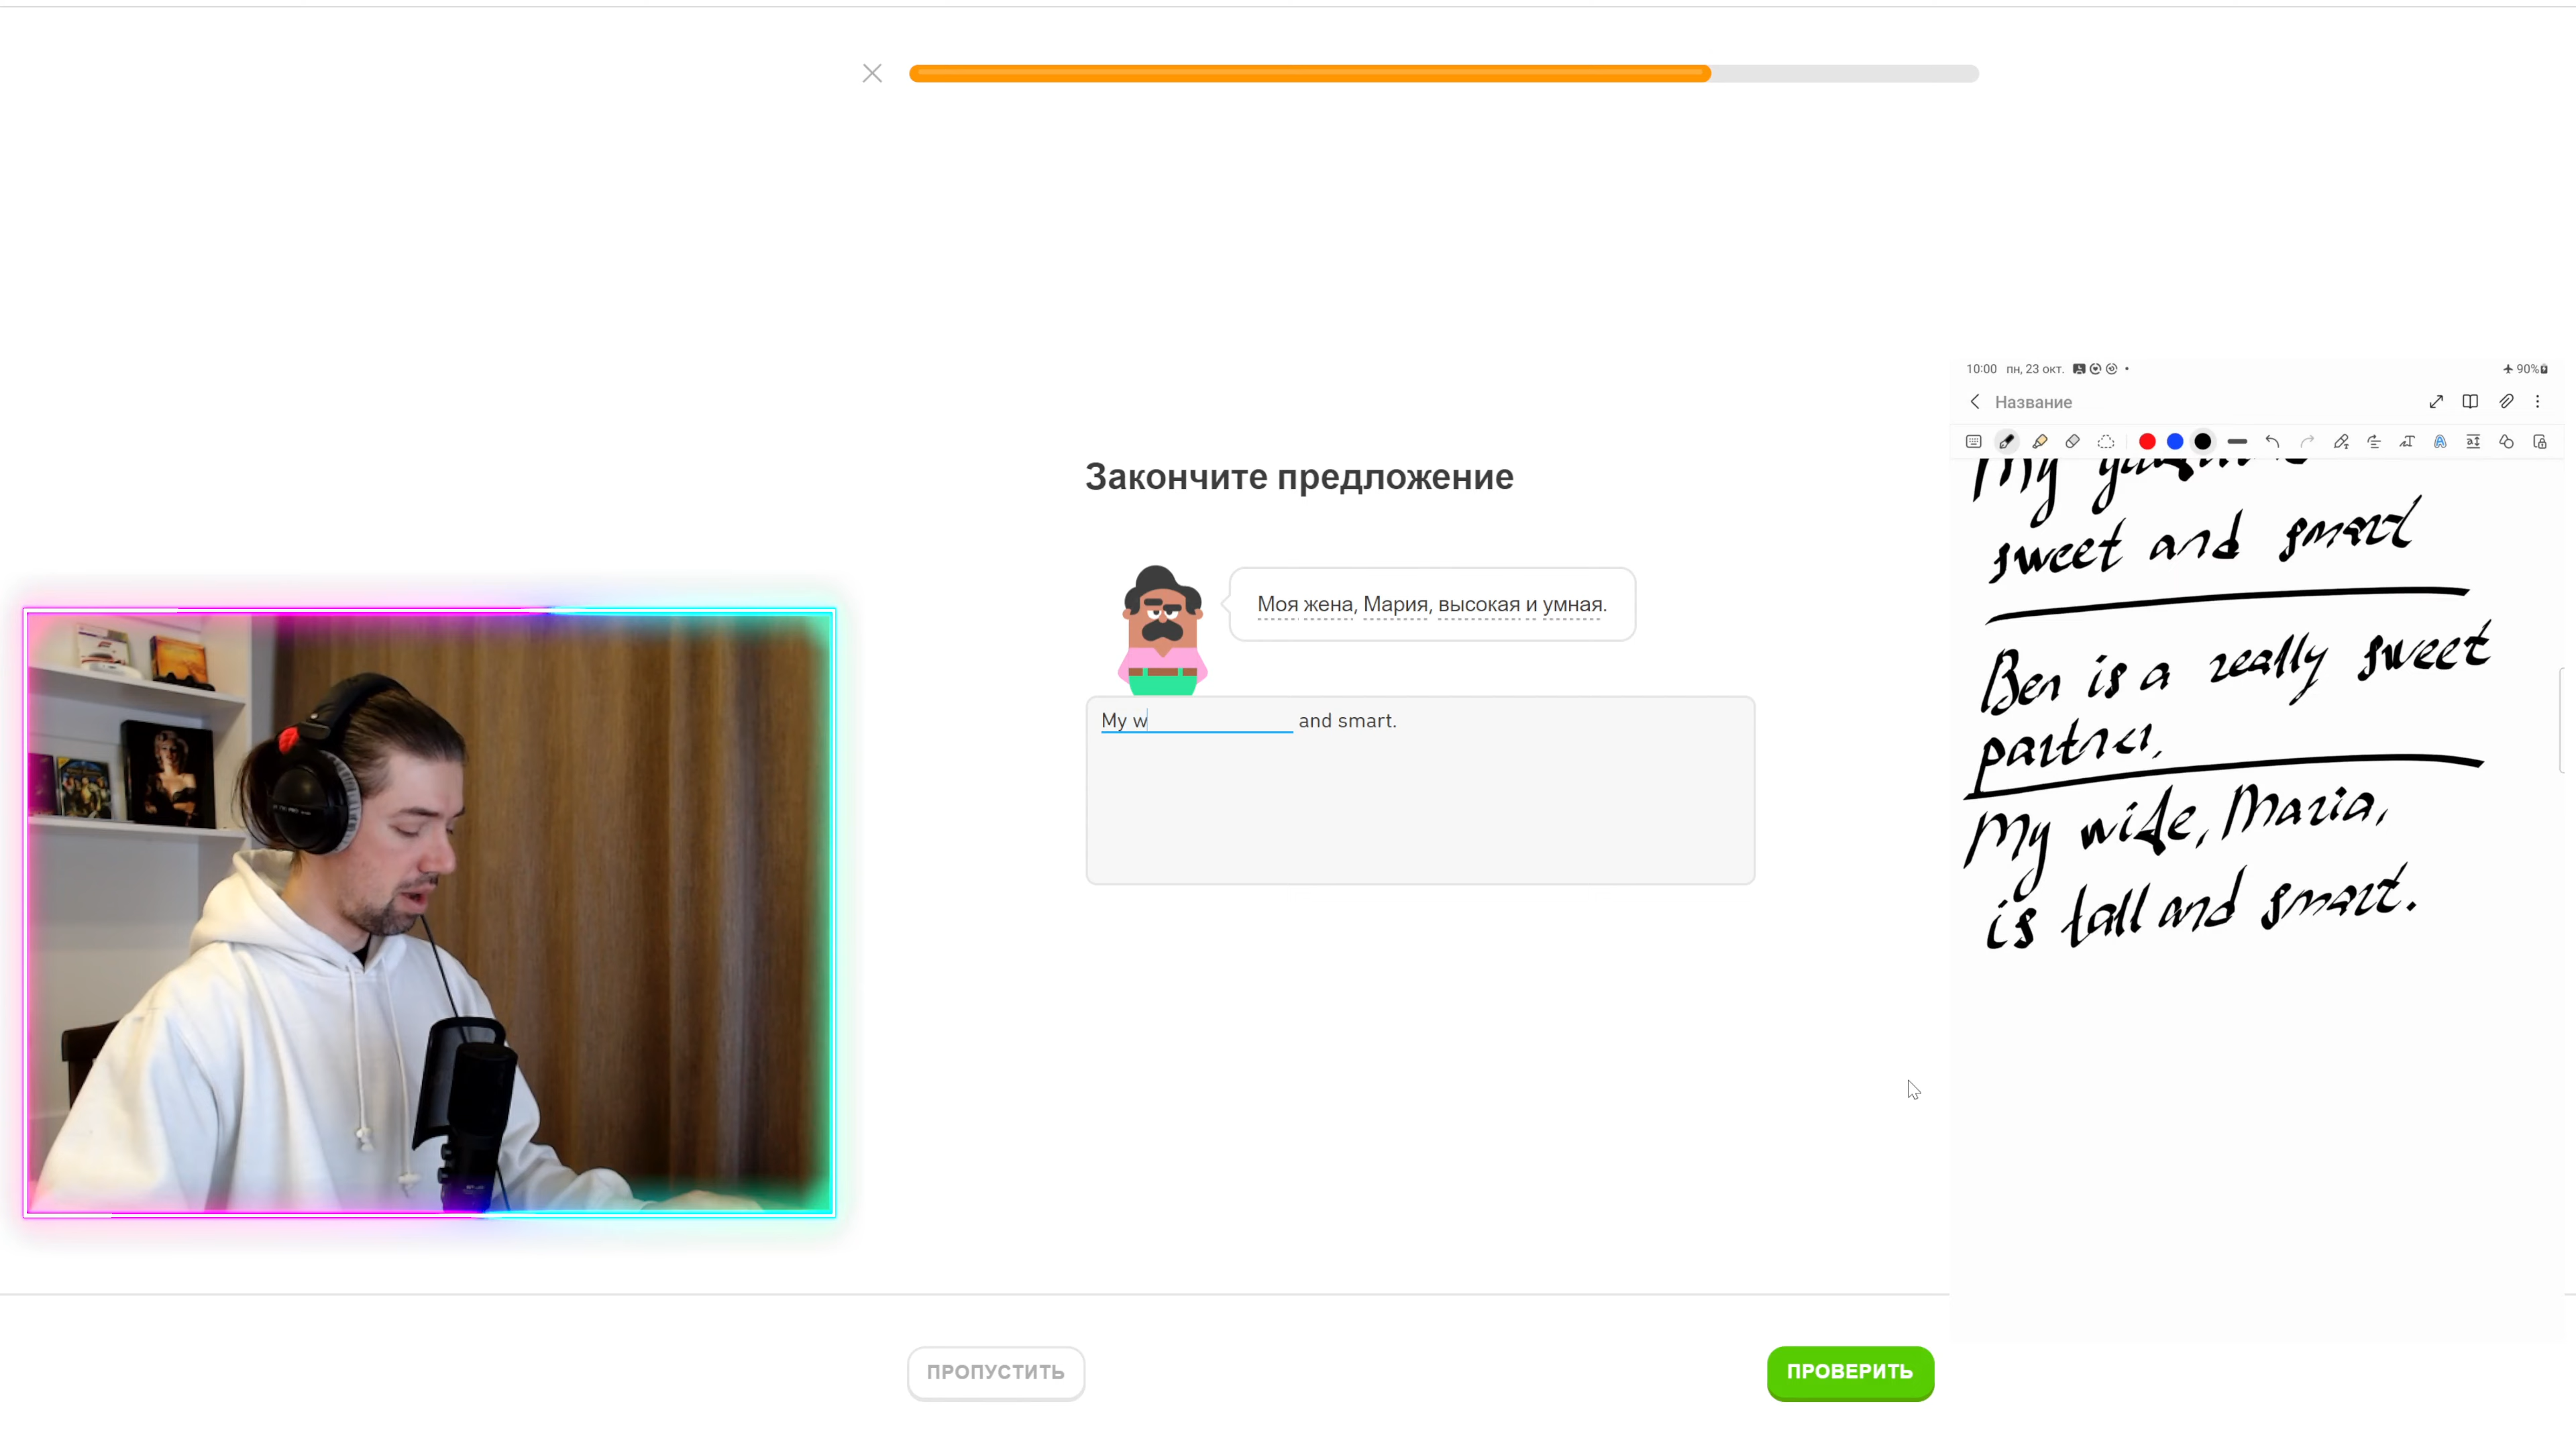 Закончите предложение
Моя жена, Мария, высокая и умная.
My w and smart.
ПРОПУСТИТЬ
ПРОВЕРИТЬ
10:00 пн, 23 окт.
90%
Название
My
sweet and smart
Ben is a really sweet
partner.
My wife, Maria,
is tall and smart.